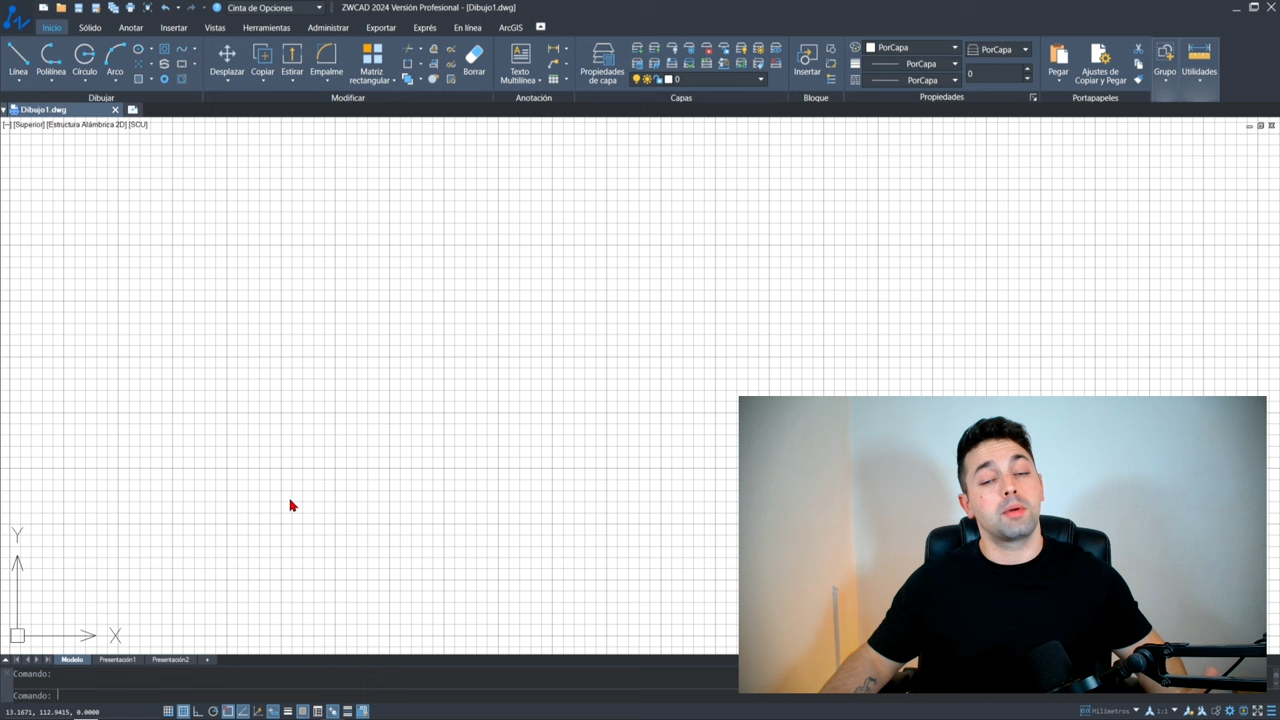 Cinta de Opciones
ZWCAD 2024 Versión Profesional - [Dibujo1.dwg]
Inicio Sólido Anotar Insertar Vistas Herramientas Administrar Exportar Exprés En línea ArcGIS
Línea Polilínea Círculo Arco Desplazar Copiar Estirar Empalme Matriz rectangular Borrar Texto Multilínea Propiedades de capa 0 Insertar PorCapa PorCapa PorCapa PorCapa 0 Pegar Ajustes de Copiar y Pegar Grupo Utilidades
Dibujar Modificar Anotación Capas Bloque Propiedades Portapapeles
Dibujo1.dwg
[−] [Superior] [Estructura Alámbrica 2D] [SCU]
Y
X
Modelo Presentación1 Presentación2 +
Comando:
Comando:
13.1671, 112.9415, 0.0000
Milímetros 1:1